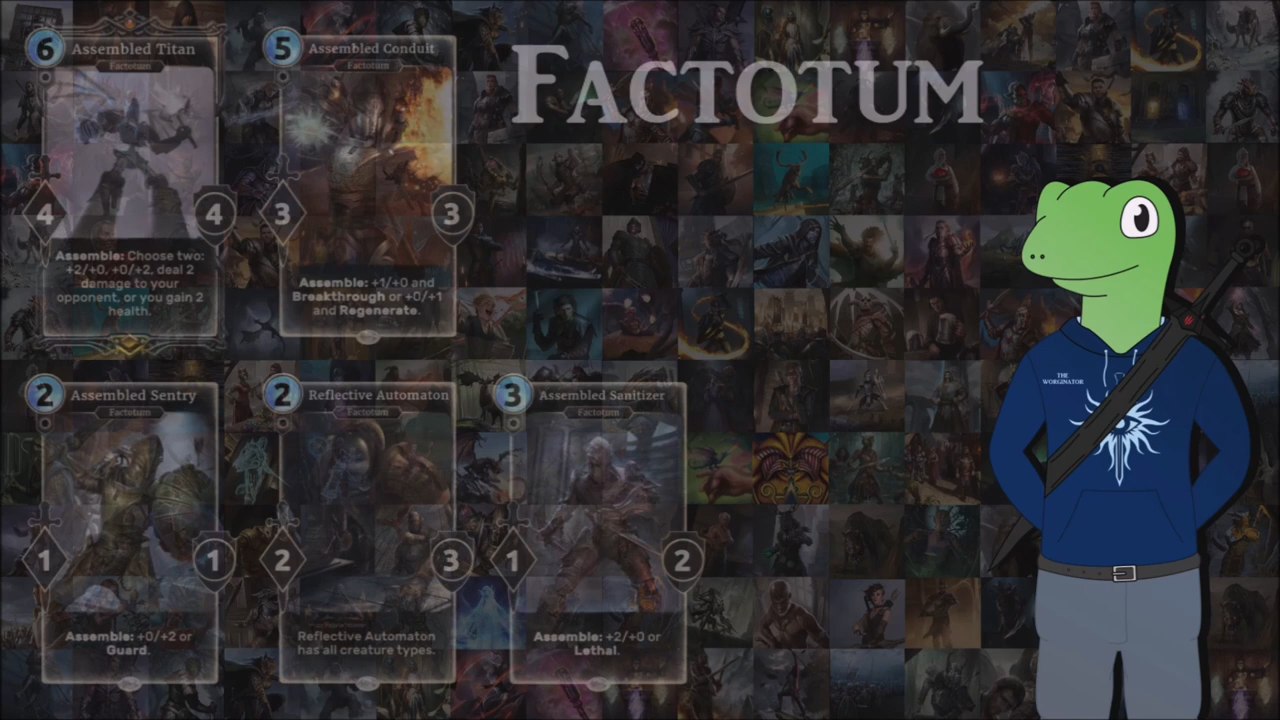 FACTOTUM
6
Assembled Titan
Factotum
4
4
Assemble: Choose two:
+2/+0, +0/+2, deal 2
damage to your
opponent, or you gain 2
health.
5
Assembled Conduit
Factotum
3
3
Assemble: +1/+0 and
Breakthrough or +0/+1
and Regenerate.
2
Assembled Sentry
Factotum
1
1
Assemble: +0/+2 or
Guard.
2
Reflective Automaton
Factotum
2
3
Reflective Automaton
has all creature types.
3
Assembled Sanitizer
Factotum
1
2
Assemble: +2/+0 or
Lethal.
THE
WORGINATOR